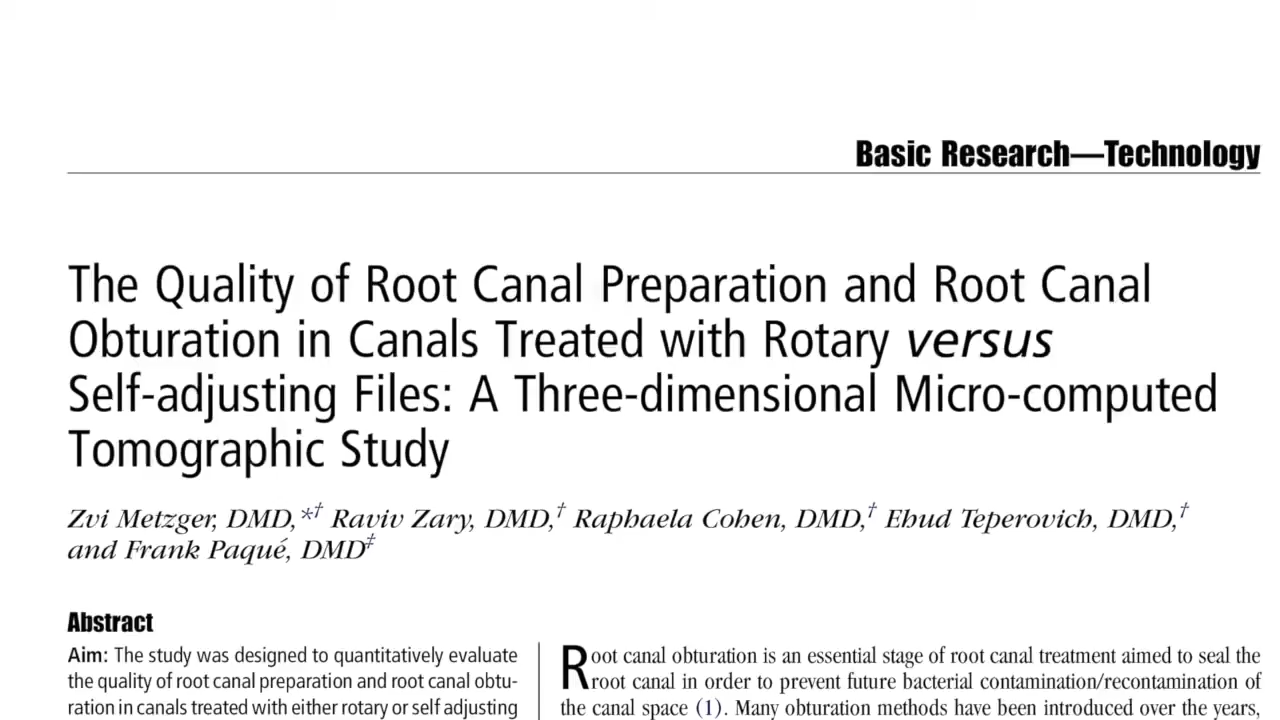 Basic Research—Technology
The Quality of Root Canal Preparation and Root Canal
Obturation in Canals Treated with Rotary versus
Self-adjusting Files: A Three-dimensional Micro-computed
Tomographic Study
Zvi Metzger, DMD,*† Raviv Zary, DMD,† Raphaela Cohen, DMD,† Ehud Teperovich, DMD,†
and Frank Paqué, DMD‡
Abstract
Aim: The study was designed to quantitatively evaluate
the quality of root canal preparation and root canal obtu-
ration in canals treated with either rotary or self adjusting
Root canal obturation is an essential stage of root canal treatment aimed to seal the
root canal in order to prevent future bacterial contamination/recontamination of
the canal space (1). Many obturation methods have been introduced over the years,